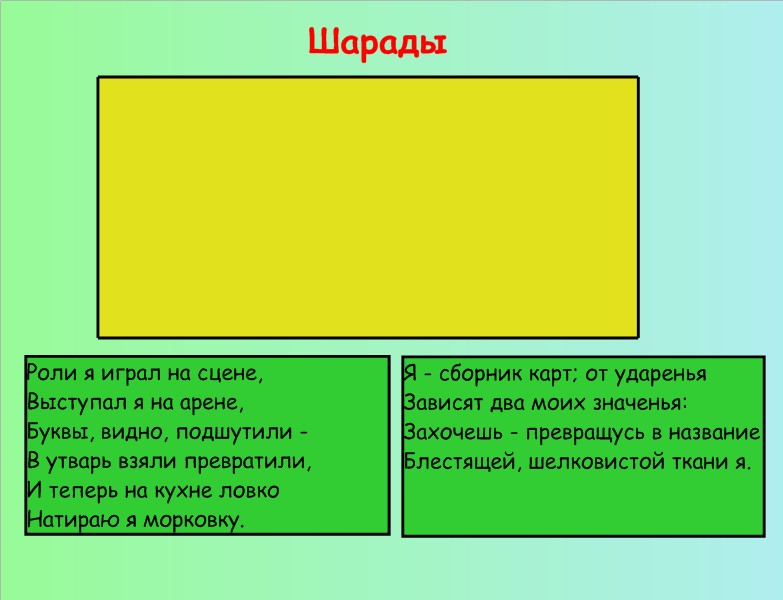 Шарады
Роли я играл на сцене,
Выступал я на арене,
Буквы, видно, подшутили -
В утварь взяли превратили,
И теперь на кухне ловко
Натираю я морковку.
Я - сборник карт; от ударенья
Зависят два моих значенья:
Захочешь - превращусь в название
Блестящей, шелковистой ткани я.